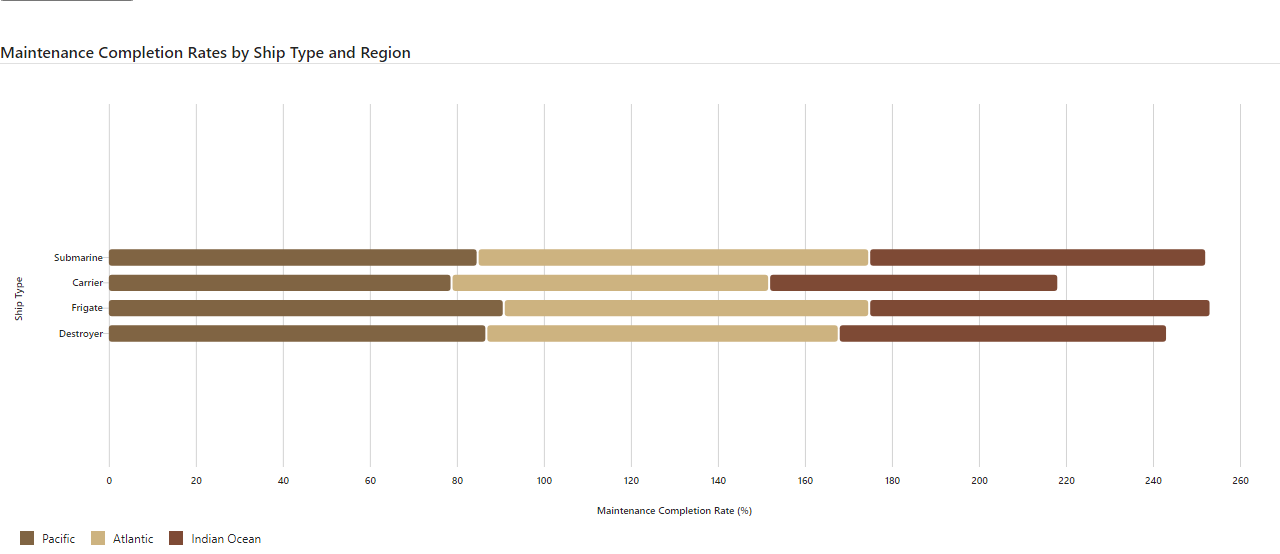 Maintenance Completion Rates by Ship Type and Region
Ship Type
Submarine
Carrier
Frigate
Destroyer
0 20 40 60 80 100 120 140 160 180 200 220 240 260
Maintenance Completion Rate (%)
Pacific Atlantic Indian Ocean